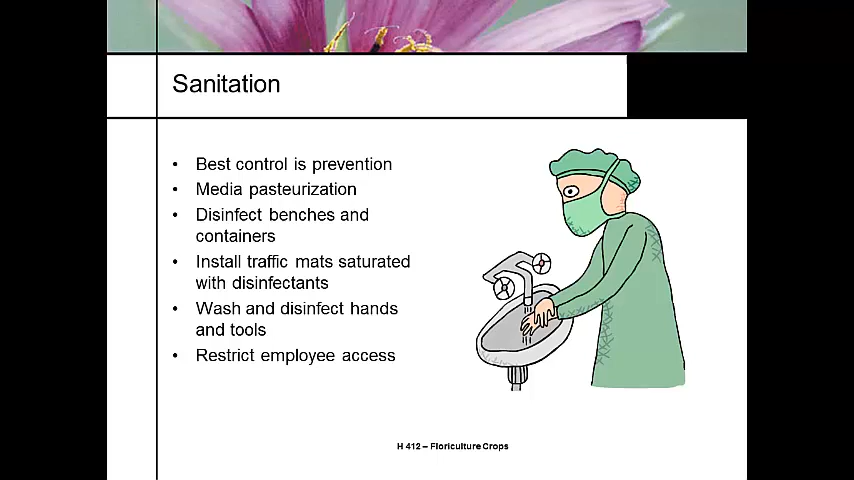 Sanitation
• Best control is prevention
• Media pasteurization
• Disinfect benches and
containers
• Install traffic mats saturated
with disinfectants
• Wash and disinfect hands
and tools
• Restrict employee access
H 412 – Floriculture Crops